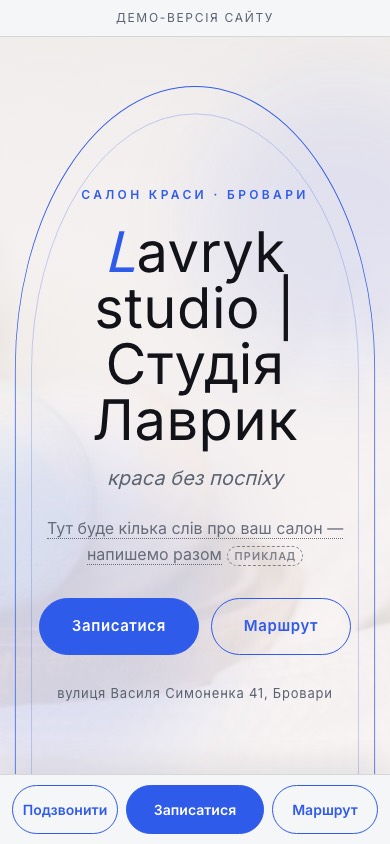 ДЕМО-ВЕРСІЯ САЙТУ
САЛОН КРАСИ · БРОВАРИ
Lavryk
studio |
Студія
Лаврик
краса без поспіху
Тут буде кілька слів про ваш салон —
напишемо разом ПРИКЛАД
Записатися Маршрут
вулиця Василя Симоненка 41, Бровари
Подзвонити Записатися Маршрут